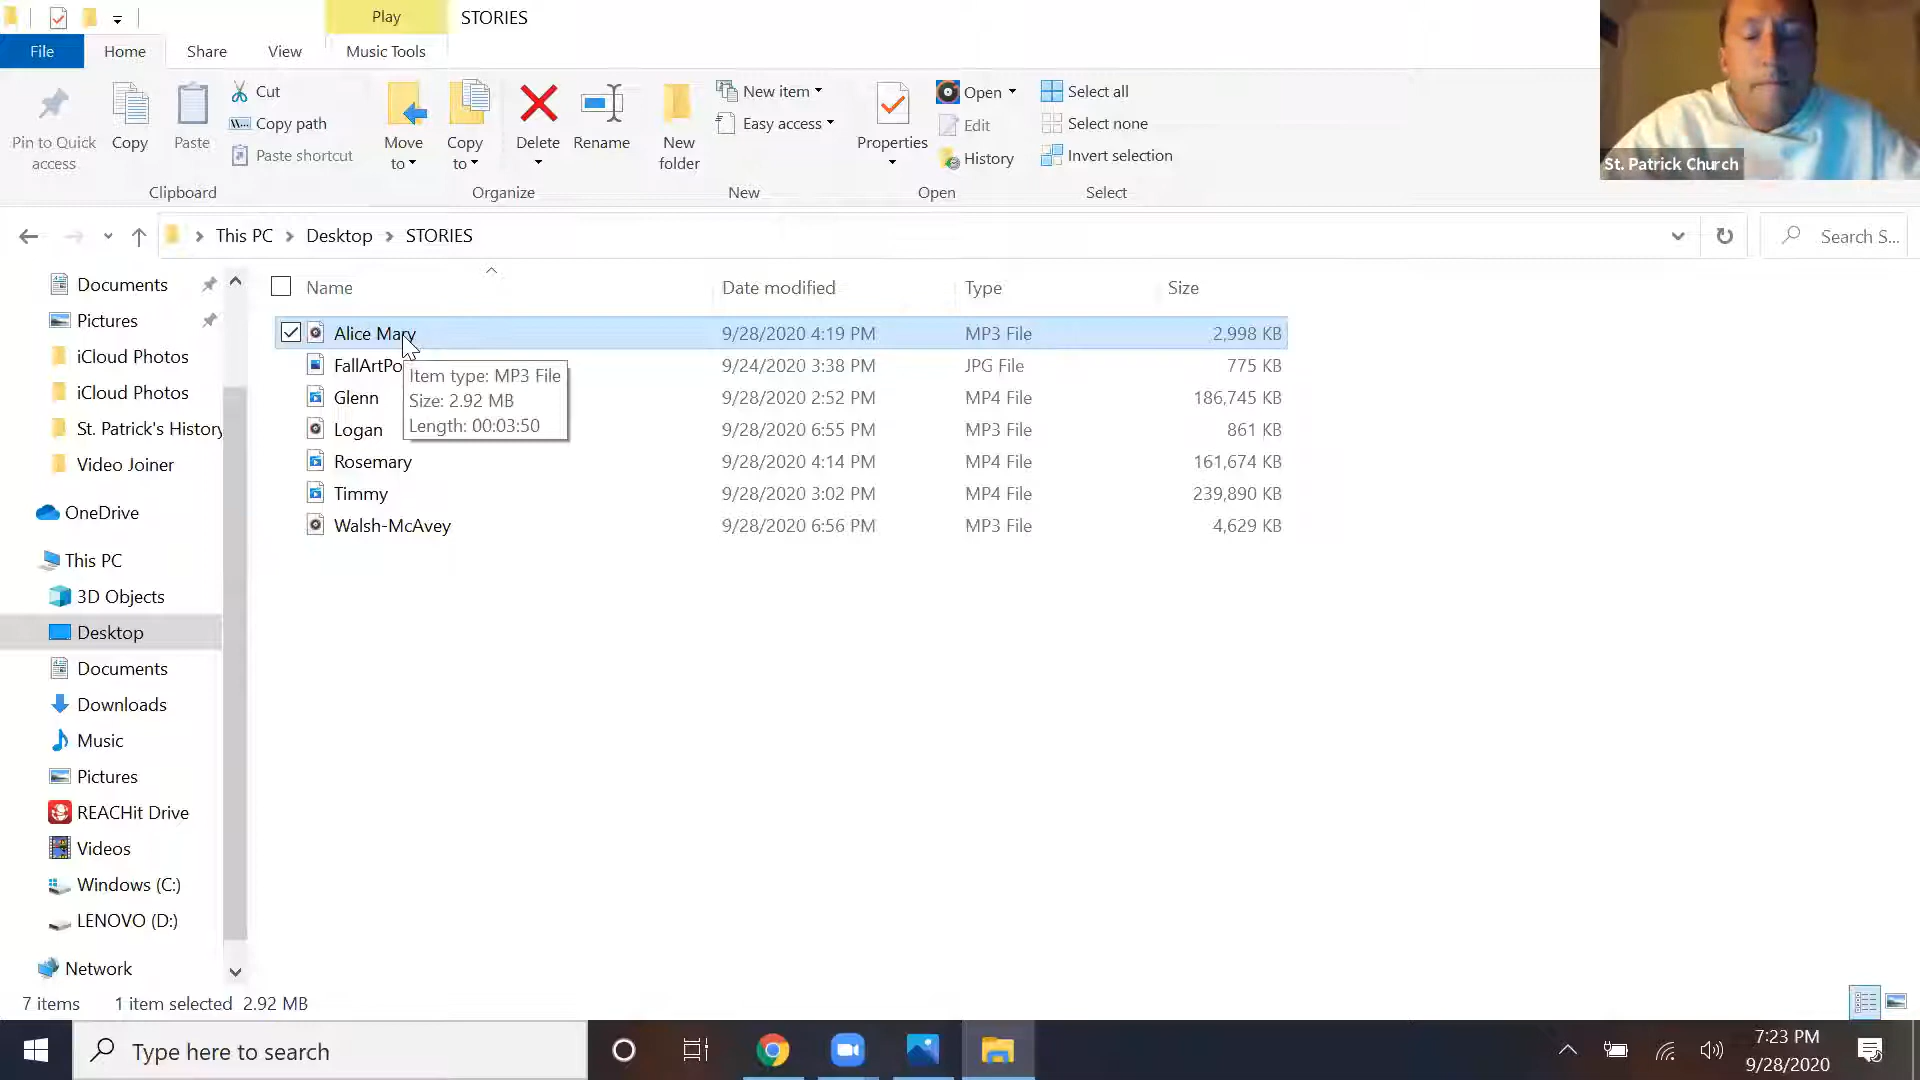 Play
STORIES
File
Home
Share
View
Music Tools
Pin to Quick access
Copy
Paste
Cut
Copy path
Paste shortcut
Clipboard
Move to
Copy to
Delete
Rename
Organize
New folder
New item
Easy access
New
Properties
Open
Edit
History
Open
Select all
Select none
Invert selection
Select
St. Patrick Church
This PC
Desktop
STORIES
Search S...
Documents
Pictures
iCloud Photos
iCloud Photos
St. Patrick's History
Video Joiner
OneDrive
This PC
3D Objects
Desktop
Documents
Downloads
Music
Pictures
REACHit Drive
Videos
Windows (C:)
LENOVO (D:)
Network
Name Date modified Type Size
Alice Mary 9/28/2020 4:19 PM MP3 File 2,998 KB
FallArtPo 9/24/2020 3:38 PM JPG File 775 KB
Glenn 9/28/2020 2:52 PM MP4 File 186,745 KB
Logan 9/28/2020 6:55 PM MP3 File 861 KB
Rosemary 9/28/2020 4:14 PM MP4 File 161,674 KB
Timmy 9/28/2020 3:02 PM MP4 File 239,890 KB
Walsh-McAvey 9/28/2020 6:56 PM MP3 File 4,629 KB
Item type: MP3 File
Size: 2.92 MB
Length: 00:03:50
7 items 1 item selected 2.92 MB
Type here to search
7:23 PM
9/28/2020